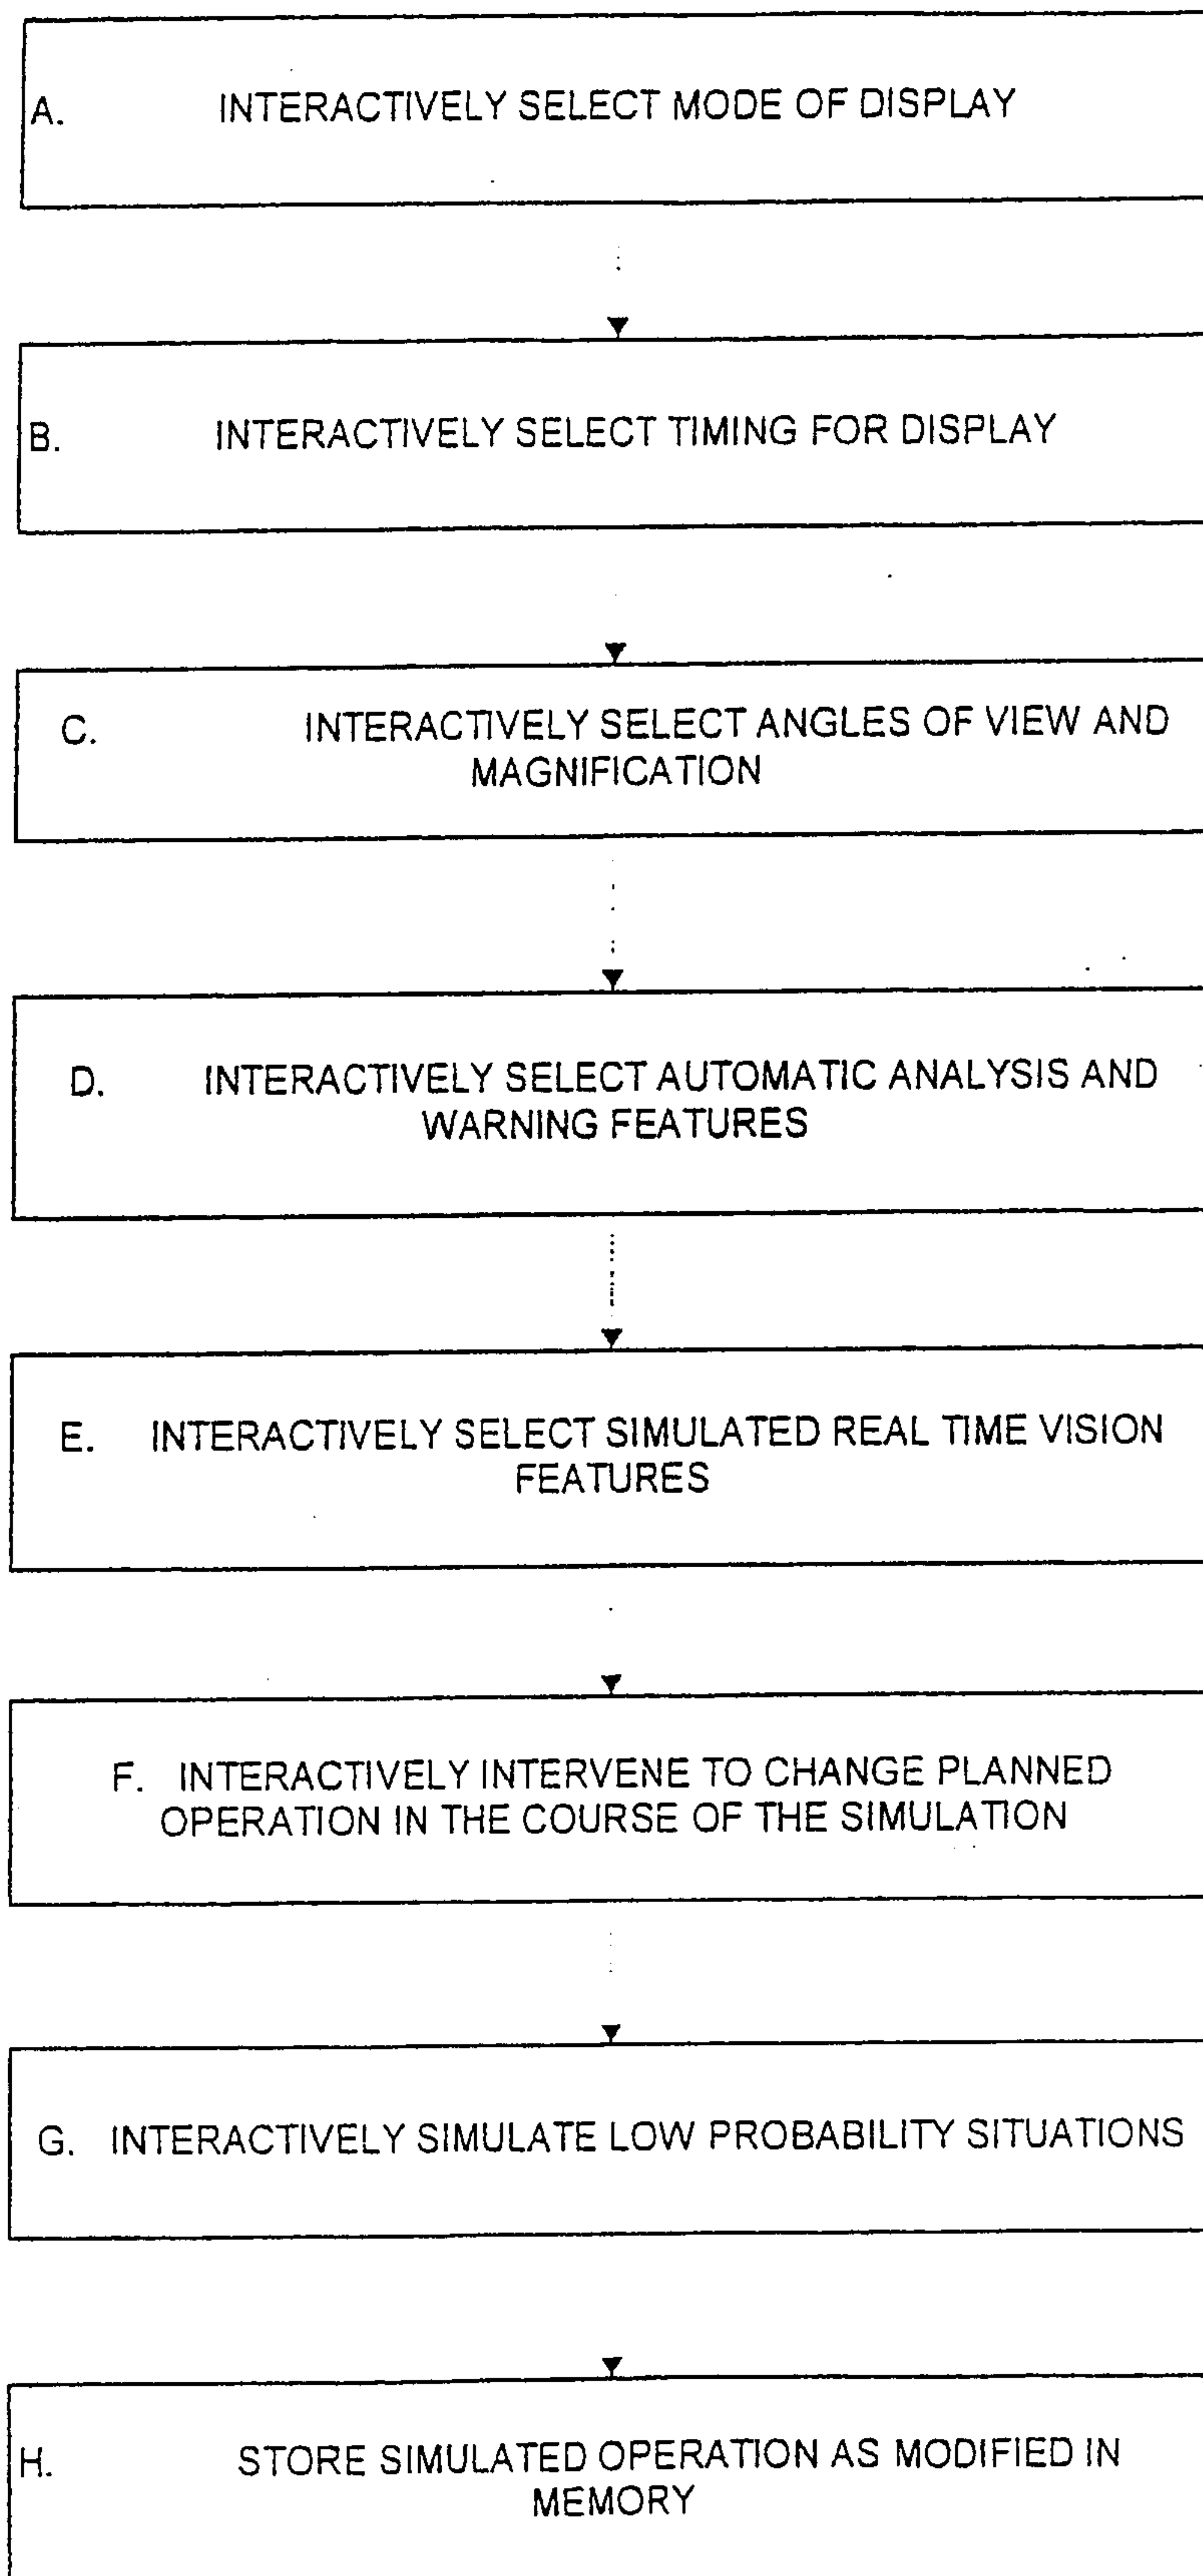 A. INTERACTIVELY SELECT MODE OF DISPLAY
B. INTERACTIVELY SELECT TIMING FOR DISPLAY
C. INTERACTIVELY SELECT ANGLES OF VIEW AND
MAGNIFICATION
D. INTERACTIVELY SELECT AUTOMATIC ANALYSIS AND
WARNING FEATURES
E. INTERACTIVELY SELECT SIMULATED REAL TIME VISION
FEATURES
F. INTERACTIVELY INTERVENE TO CHANGE PLANNED
OPERATION IN THE COURSE OF THE SIMULATION
G. INTERACTIVELY SIMULATE LOW PROBABILITY SITUATIONS
H. STORE SIMULATED OPERATION AS MODIFIED IN
MEMORY